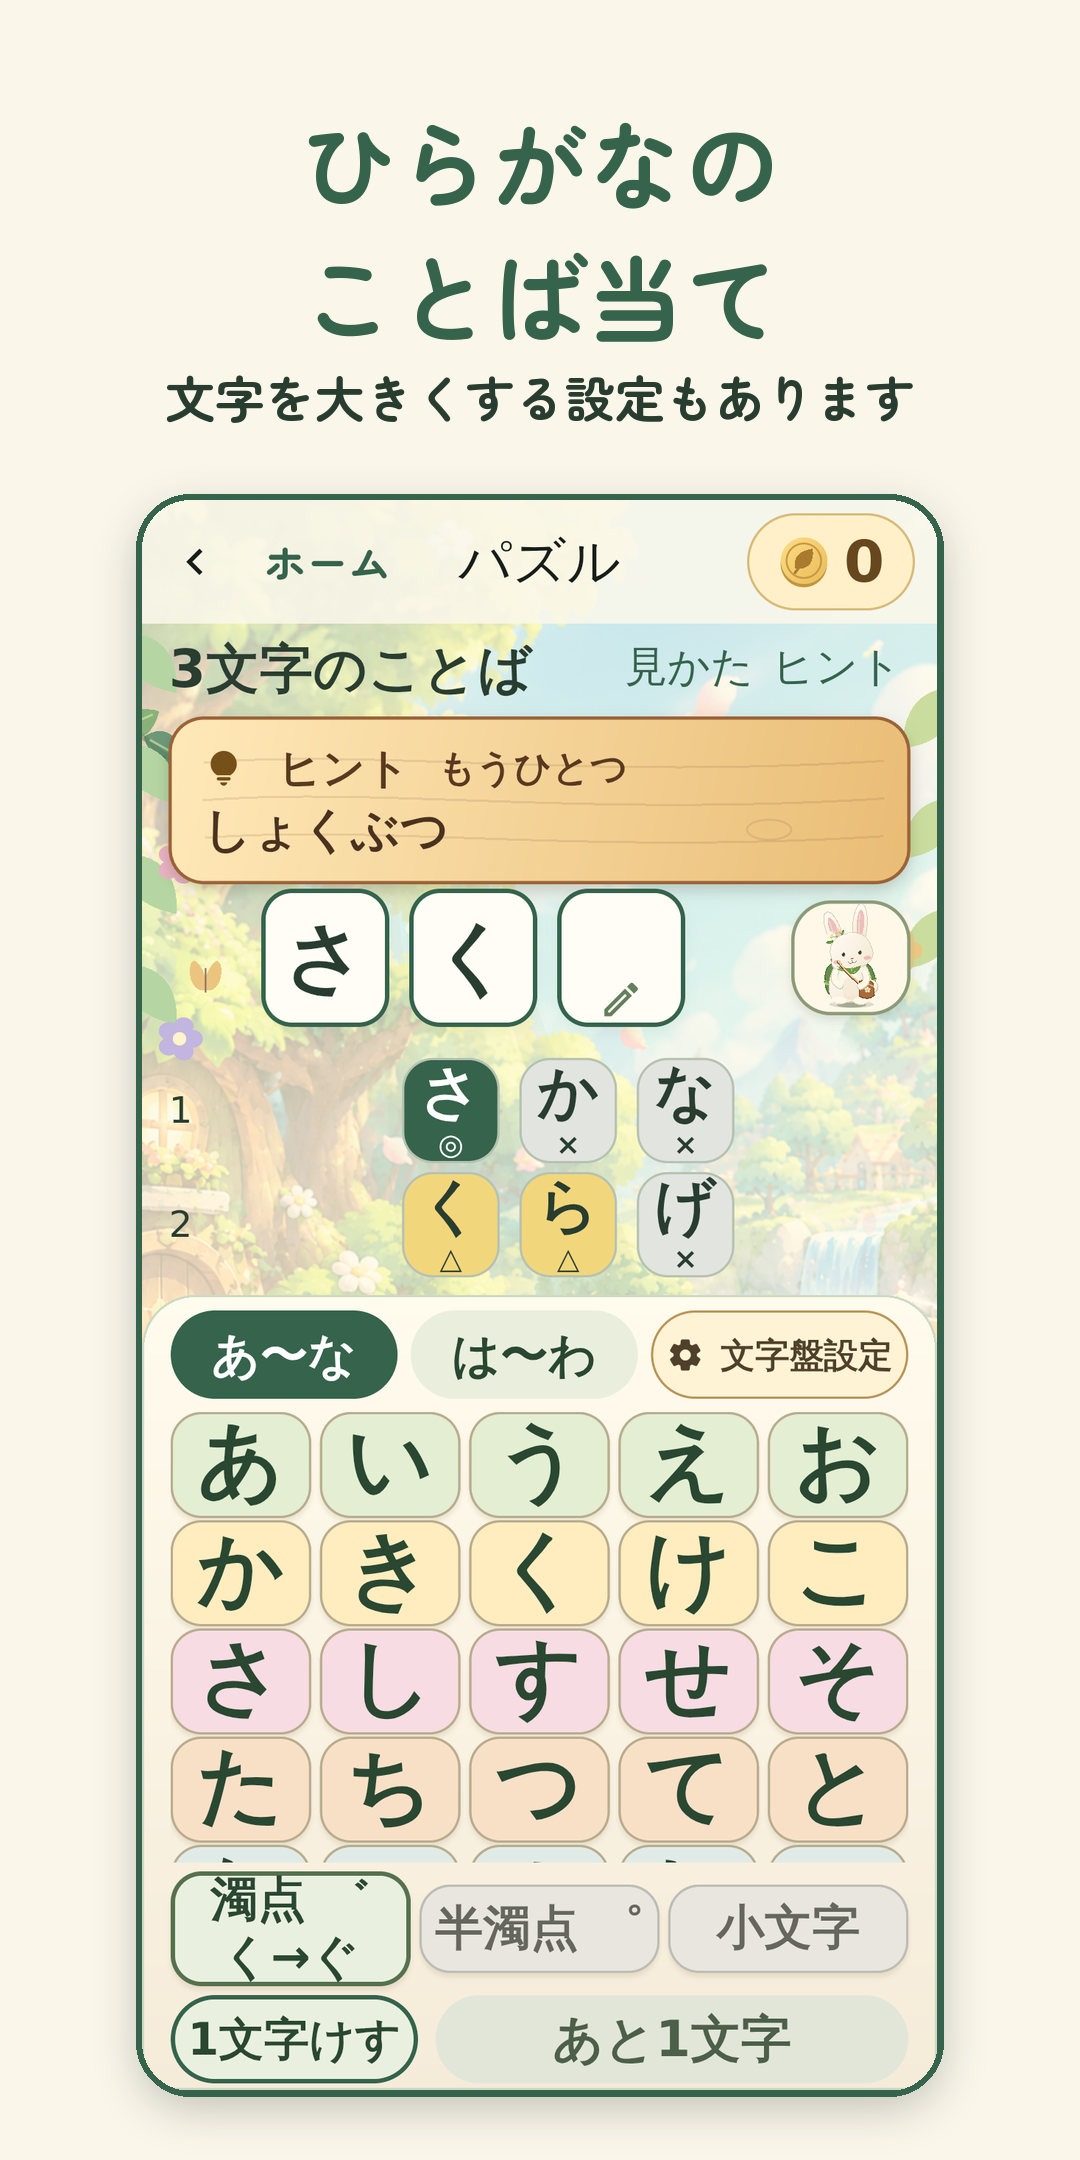 ひらがなの
ことば当て
文字を大きくする設定もあります
ホーム パズル 0
3文字のことば 見かた ヒント
ヒント もうひとつ
しょくぶつ
さ く
1 さ か な
◎ × ×
2 く ら げ
△ △ ×
あ〜な は〜わ 文字盤設定
あ い う え お
か き く け こ
さ し す せ そ
た ち つ て と
濁点 ゛ 半濁点 ゜ 小文字
く→ぐ
1文字けす あと1文字